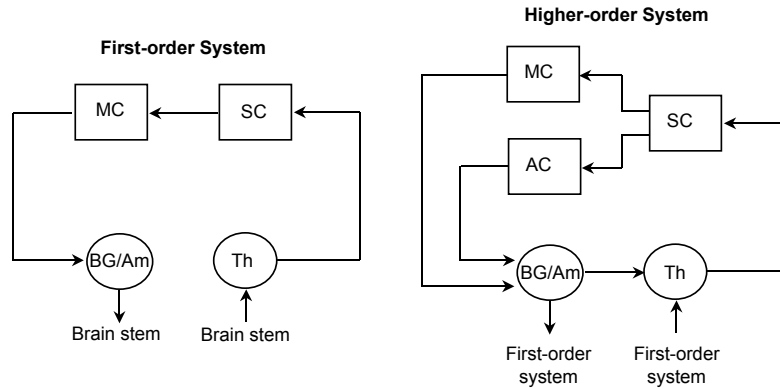 First-order System
MC
SC
BG/Am
Th
Brain stem
Brain stem
Higher-order System
MC
SC
AC
BG/Am
Th
First-order
system
First-order
system